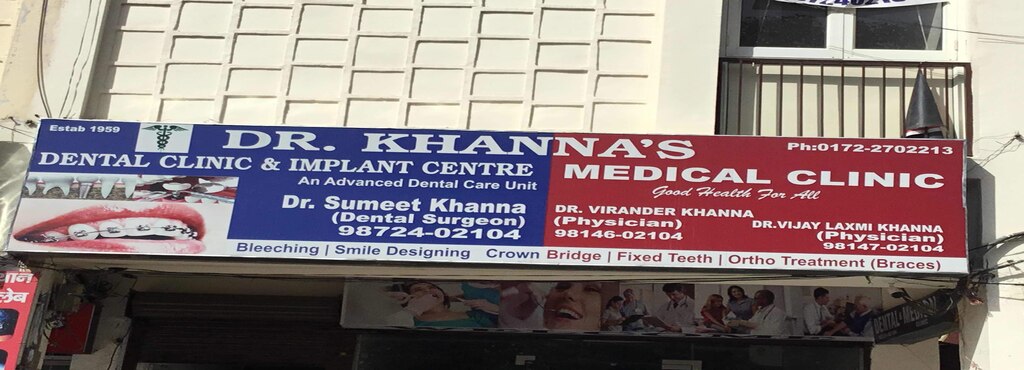 Estab 1959
DR. KHANNA'S
DENTAL CLINIC & IMPLANT CENTRE
An Advanced Dental Care Unit
Dr. Sumeet Khanna
(Dental Surgeon)
98724-02104
Ph:0172-2702213
MEDICAL CLINIC
Good Health For All
DR. VIRANDER KHANNA
(Physician)
98146-02104
DR.VIJAY LAXMI KHANNA
(Physician)
98147-02104
Bleeching | Smile Designing Crown Bridge | Fixed Teeth | Ortho Treatment (Braces)
DENTAL & MEDICAL